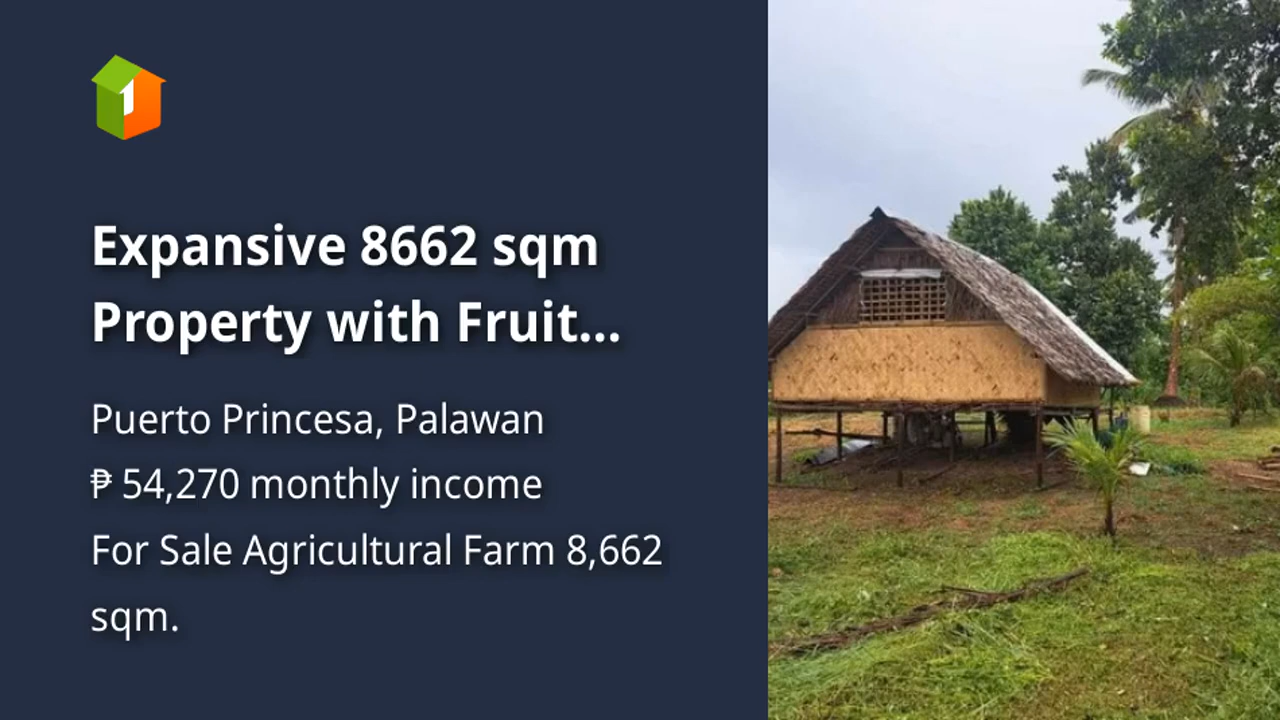 Expansive 8662 sqm
Property with Fruit...
Puerto Princesa, Palawan
₱ 54,270 monthly income
For Sale Agricultural Farm 8,662
sqm.